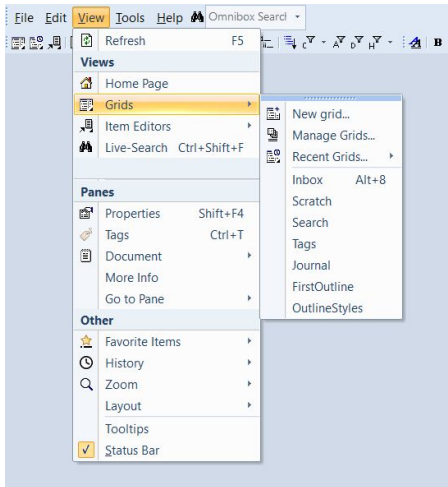 File Edit View Tools Help Omnibox Search
Refresh F5
Views
Home Page
Grids
Item Editors
Live-Search Ctrl+Shift+F
Panes
Properties Shift+F4
Tags Ctrl+T
Document
More Info
Go to Pane
Other
Favorite Items
History
Zoom
Layout
Tooltips
Status Bar
New grid...
Manage Grids...
Recent Grids...
Inbox Alt+8
Scratch
Search
Tags
Journal
FirstOutline
OutlineStyles